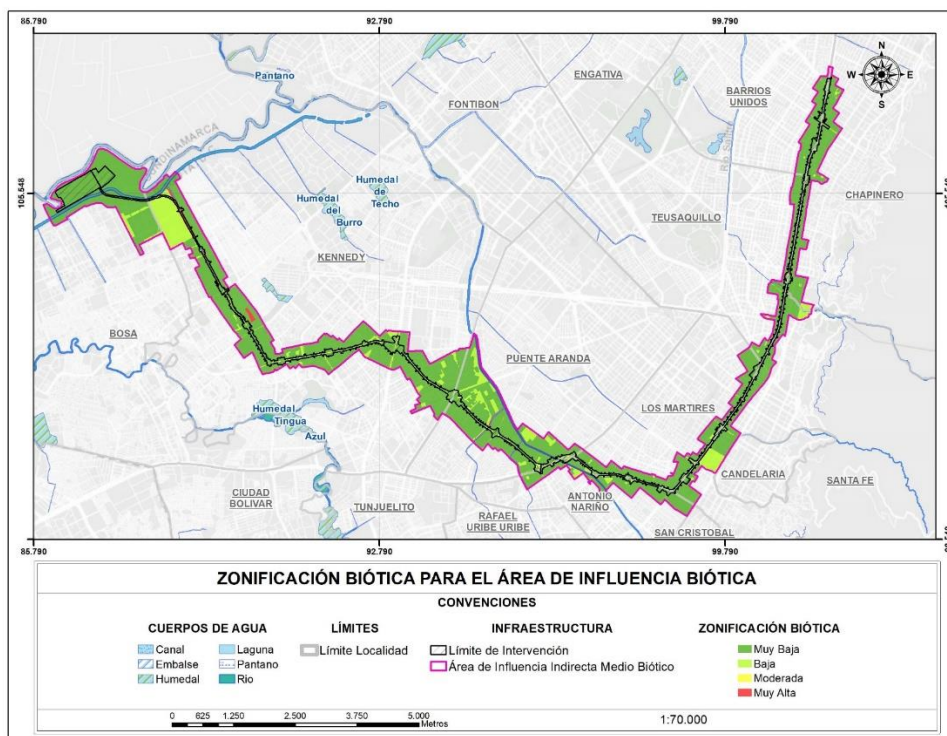 86.790
92.790
99.790
N
W
E
S
Pantano
ENGATIVA
BARRIOS
UNIDOS
FONTIBON
105.548
Humedal
de
Techo
Humedal
del
Burro
CHAPINERO
TEUSAQUILLO
KENNEDY
BOSA
PUENTE ARANDA
LOS MARTIRES
Humedal
Tingua
Azul
CANDELARIA
SANTA FE
CIUDAD
BOLIVAR
TUNJUELITO
ANTONIO
NARIÑO
RAFAEL
URIBE URIBE
SAN CRISTOBAL
86.790
92.790
99.790
ZONIFICACIÓN BIÓTICA PARA EL ÁREA DE INFLUENCIA BIÓTICA
CONVENCIONES
CUERPOS DE AGUA
Canal
Embalse
Humedal
Laguna
Pantano
Rio
LÍMITES
Límite Localidad
INFRAESTRUCTURA
Límite de Intervención
Área de Influencia Indirecta Medio Biótico
ZONIFICACIÓN BIÓTICA
Muy Baja
Baja
Moderada
Muy Alta
0 625 1.250 2.500 3.750 5.000
Metros
1:70.000